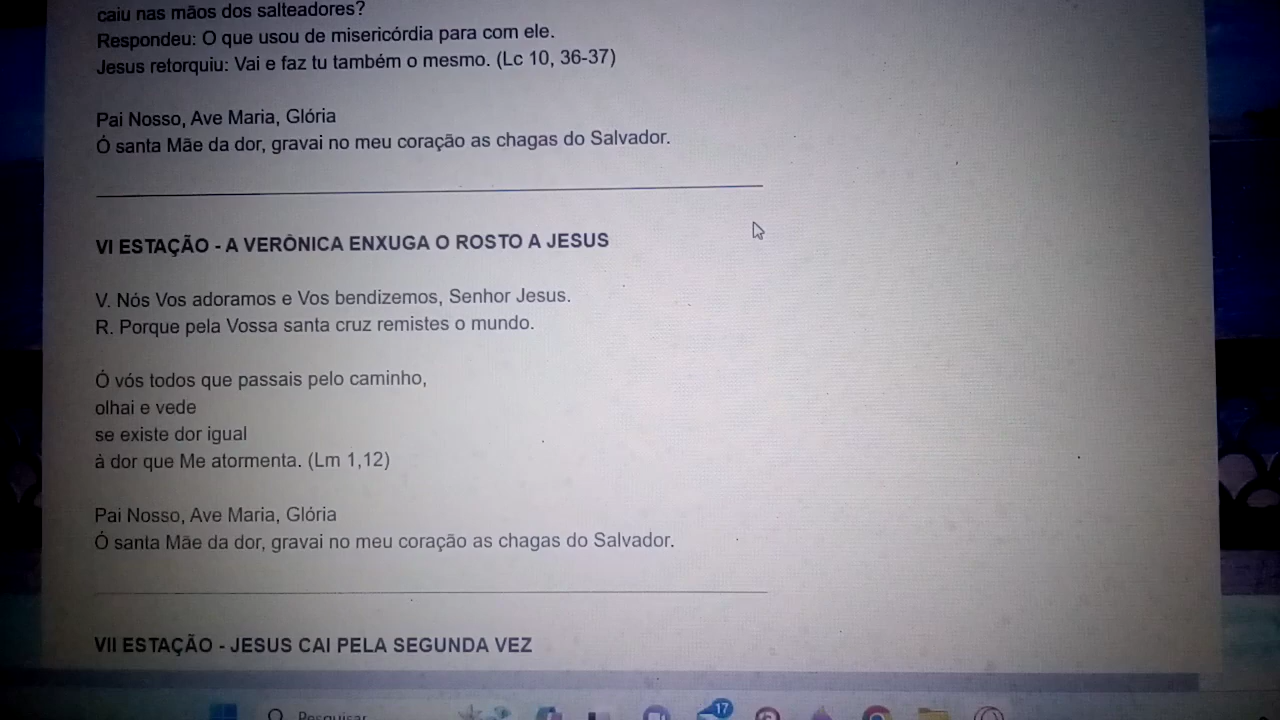 caiu nas mãos dos salteadores?
Respondeu: O que usou de misericórdia para com ele.
Jesus retorquiu: Vai e faz tu também o mesmo. (Lc 10, 36-37)
Pai Nosso, Ave Maria, Glória
Ó santa Mãe da dor, gravai no meu coração as chagas do Salvador.
VI ESTAÇÃO - A VERÔNICA ENXUGA O ROSTO A JESUS
V. Nós Vos adoramos e Vos bendizemos, Senhor Jesus.
R. Porque pela Vossa santa cruz remistes o mundo.
Ó vós todos que passais pelo caminho,
olhai e vede
se existe dor igual
à dor que Me atormenta. (Lm 1,12)
Pai Nosso, Ave Maria, Glória
Ó santa Mãe da dor, gravai no meu coração as chagas do Salvador.
VII ESTAÇÃO - JESUS CAI PELA SEGUNDA VEZ
Pesquisar
17